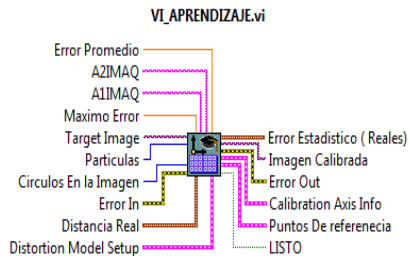 VI_APRENDIZAJE.vi
Error Promedio
A2IMAQ
A1IMAQ
Maximo Error
Target Image
Particulas
Circulos En la Imagen
Error In
Distancia Real
Distortion Model Setup
Error Estadistico ( Reales)
Imagen Calibrada
Error Out
Calibration Axis Info
Puntos De referenecia
LISTO